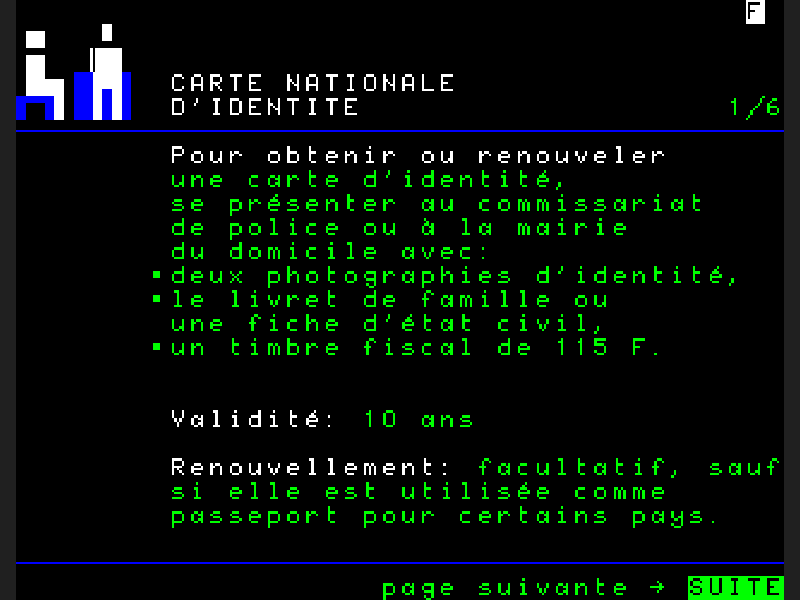 F
CARTE NATIONALE
D'IDENTITE
1/6
Pour obtenir ou renouveler
une carte d'identité,
se présenter au commissariat
de police ou à la mairie
du domicile avec:
▪deux photographies d'identité,
▪le livret de famille ou
une fiche d'état civil,
▪un timbre fiscal de 115 F.
Validité: 10 ans
Renouvellement: facultatif, sauf
si elle est utilisée comme
passeport pour certains pays.
page suivante → SUITE